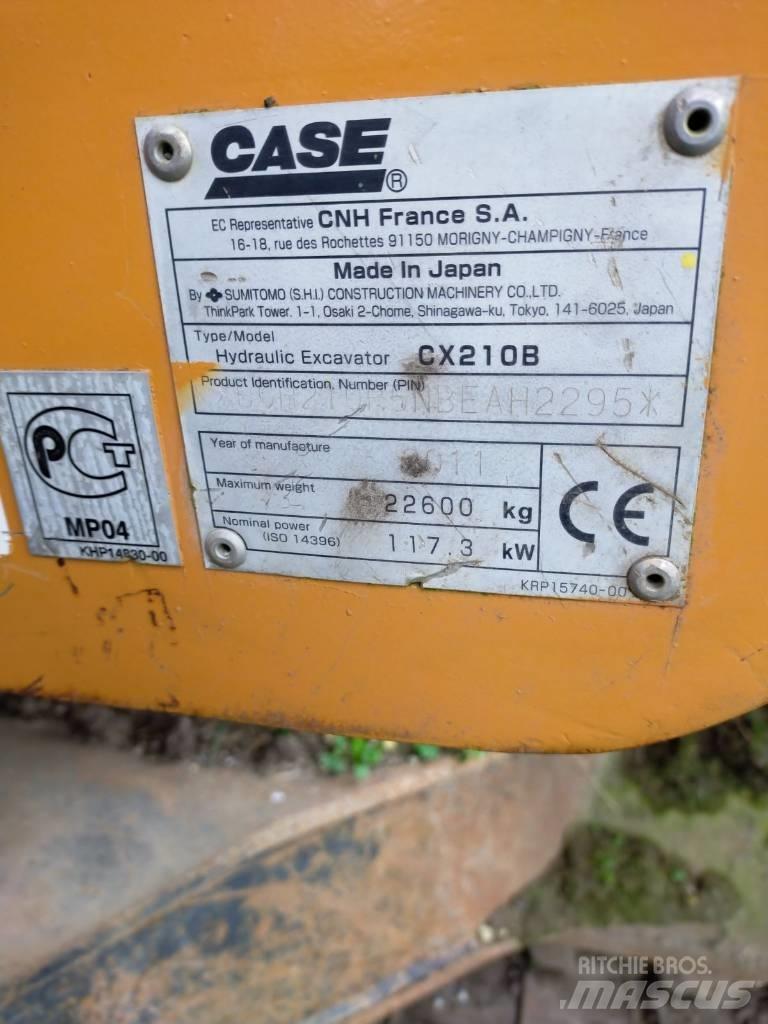 CASE®
EC Representative CNH France S.A.
16-18, rue des Rochettes 91150 MORIGNY-CHAMPIGNY-France
Made In Japan
By SUMITOMO (S.H.I.) CONSTRUCTION MACHINERY CO.,LTD.
ThinkPark Tower. 1-1, Osaki 2-Chome, Shinagawa-ku, Tokyo, 141-6025, Japan
Type/Model
Hydraulic Excavator CX210B
Product Identification Number (PIN)
Year of manufacture
Maximum weight 22600 kg
Nominal power
(ISO 14396) 117.3 kW
CE
KRP15740-00
PCT
MP04
KHP14830-00
RITCHIE BROS.
MASCUS